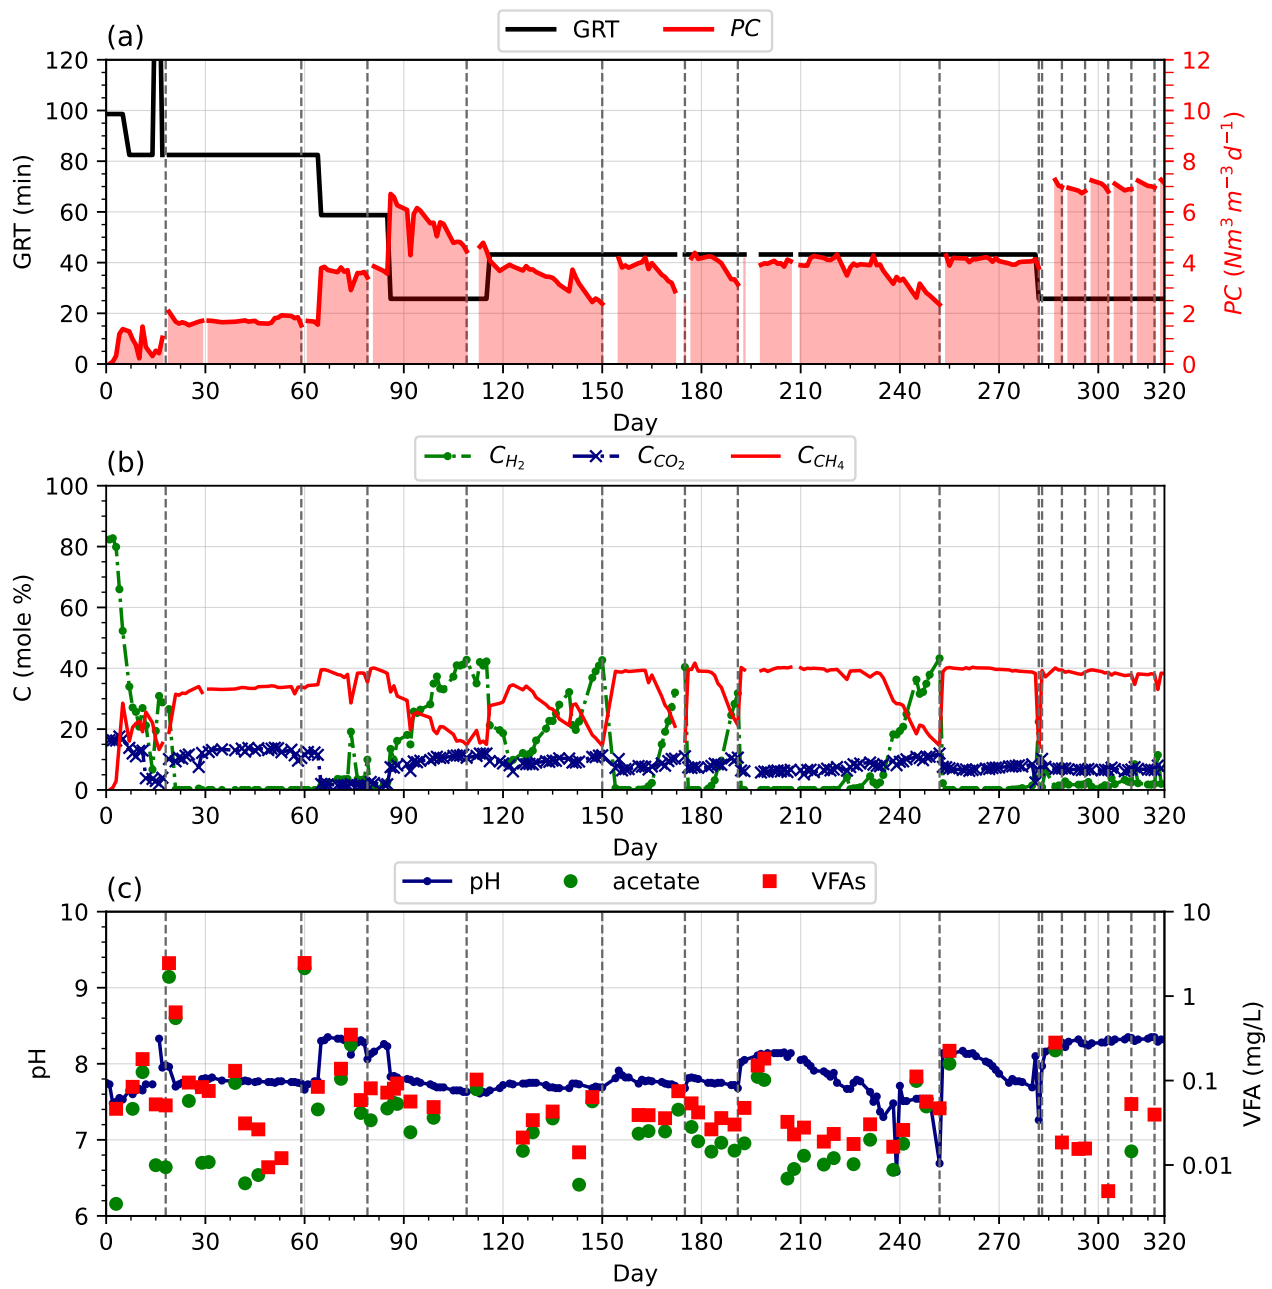 (a)
GRT PC
120 12
100 10
80 8
60 6
40 4
20 2
0 0
GRT (min)
PC (Nm³ m⁻³ d⁻¹)
0 30 60 90 120 150 180 210 240 270 300 320
Day
(b)
C_H₂ C_CO₂ C_CH₄
100
80
60
40
20
0
C (mole %)
0 30 60 90 120 150 180 210 240 270 300 320
Day
(c)
pH acetate VFAs
10 10
9
1
8
0.1
7
0.01
6
pH
VFA (mg/L)
0 30 60 90 120 150 180 210 240 270 300 320
Day